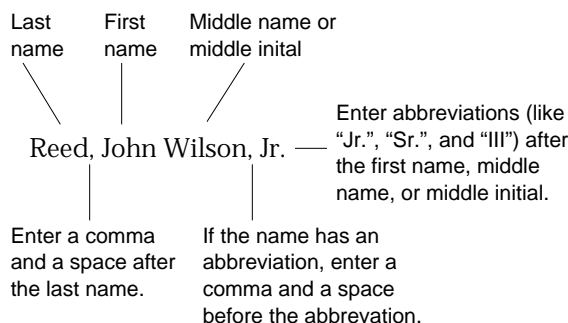 Last
name
First
name
Middle name or
middle inital
Reed, John Wilson, Jr.
Enter abbreviations (like
“Jr.”, “Sr.”, and “III”) after
the first name, middle
name, or middle initial.
Enter a comma
and a space after
the last name.
If the name has an
abbreviation, enter a
comma and a space
before the abbrevation.